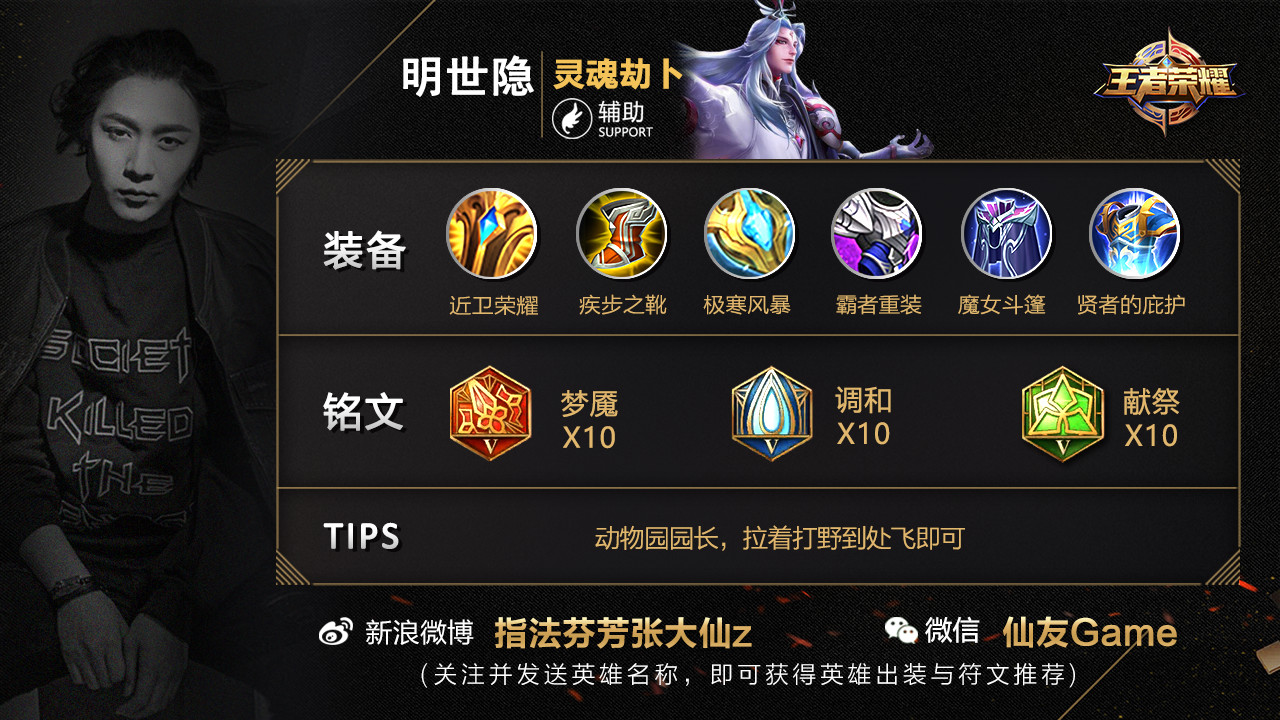 明世隐
灵魂劫卜
辅助
SUPPORT
王者荣耀
装备
近卫荣耀
疾步之靴
极寒风暴
霸者重装
魔女斗篷
贤者的庇护
铭文
V
梦魇
X10
V
调和
X10
V
献祭
X10
TIPS
动物园园长，拉着打野到处飞即可
SOCIETY
KILLED
THE
新浪微博 指法芬芳张大仙z
微信 仙友Game
(关注并发送英雄名称，即可获得英雄出装与符文推荐)